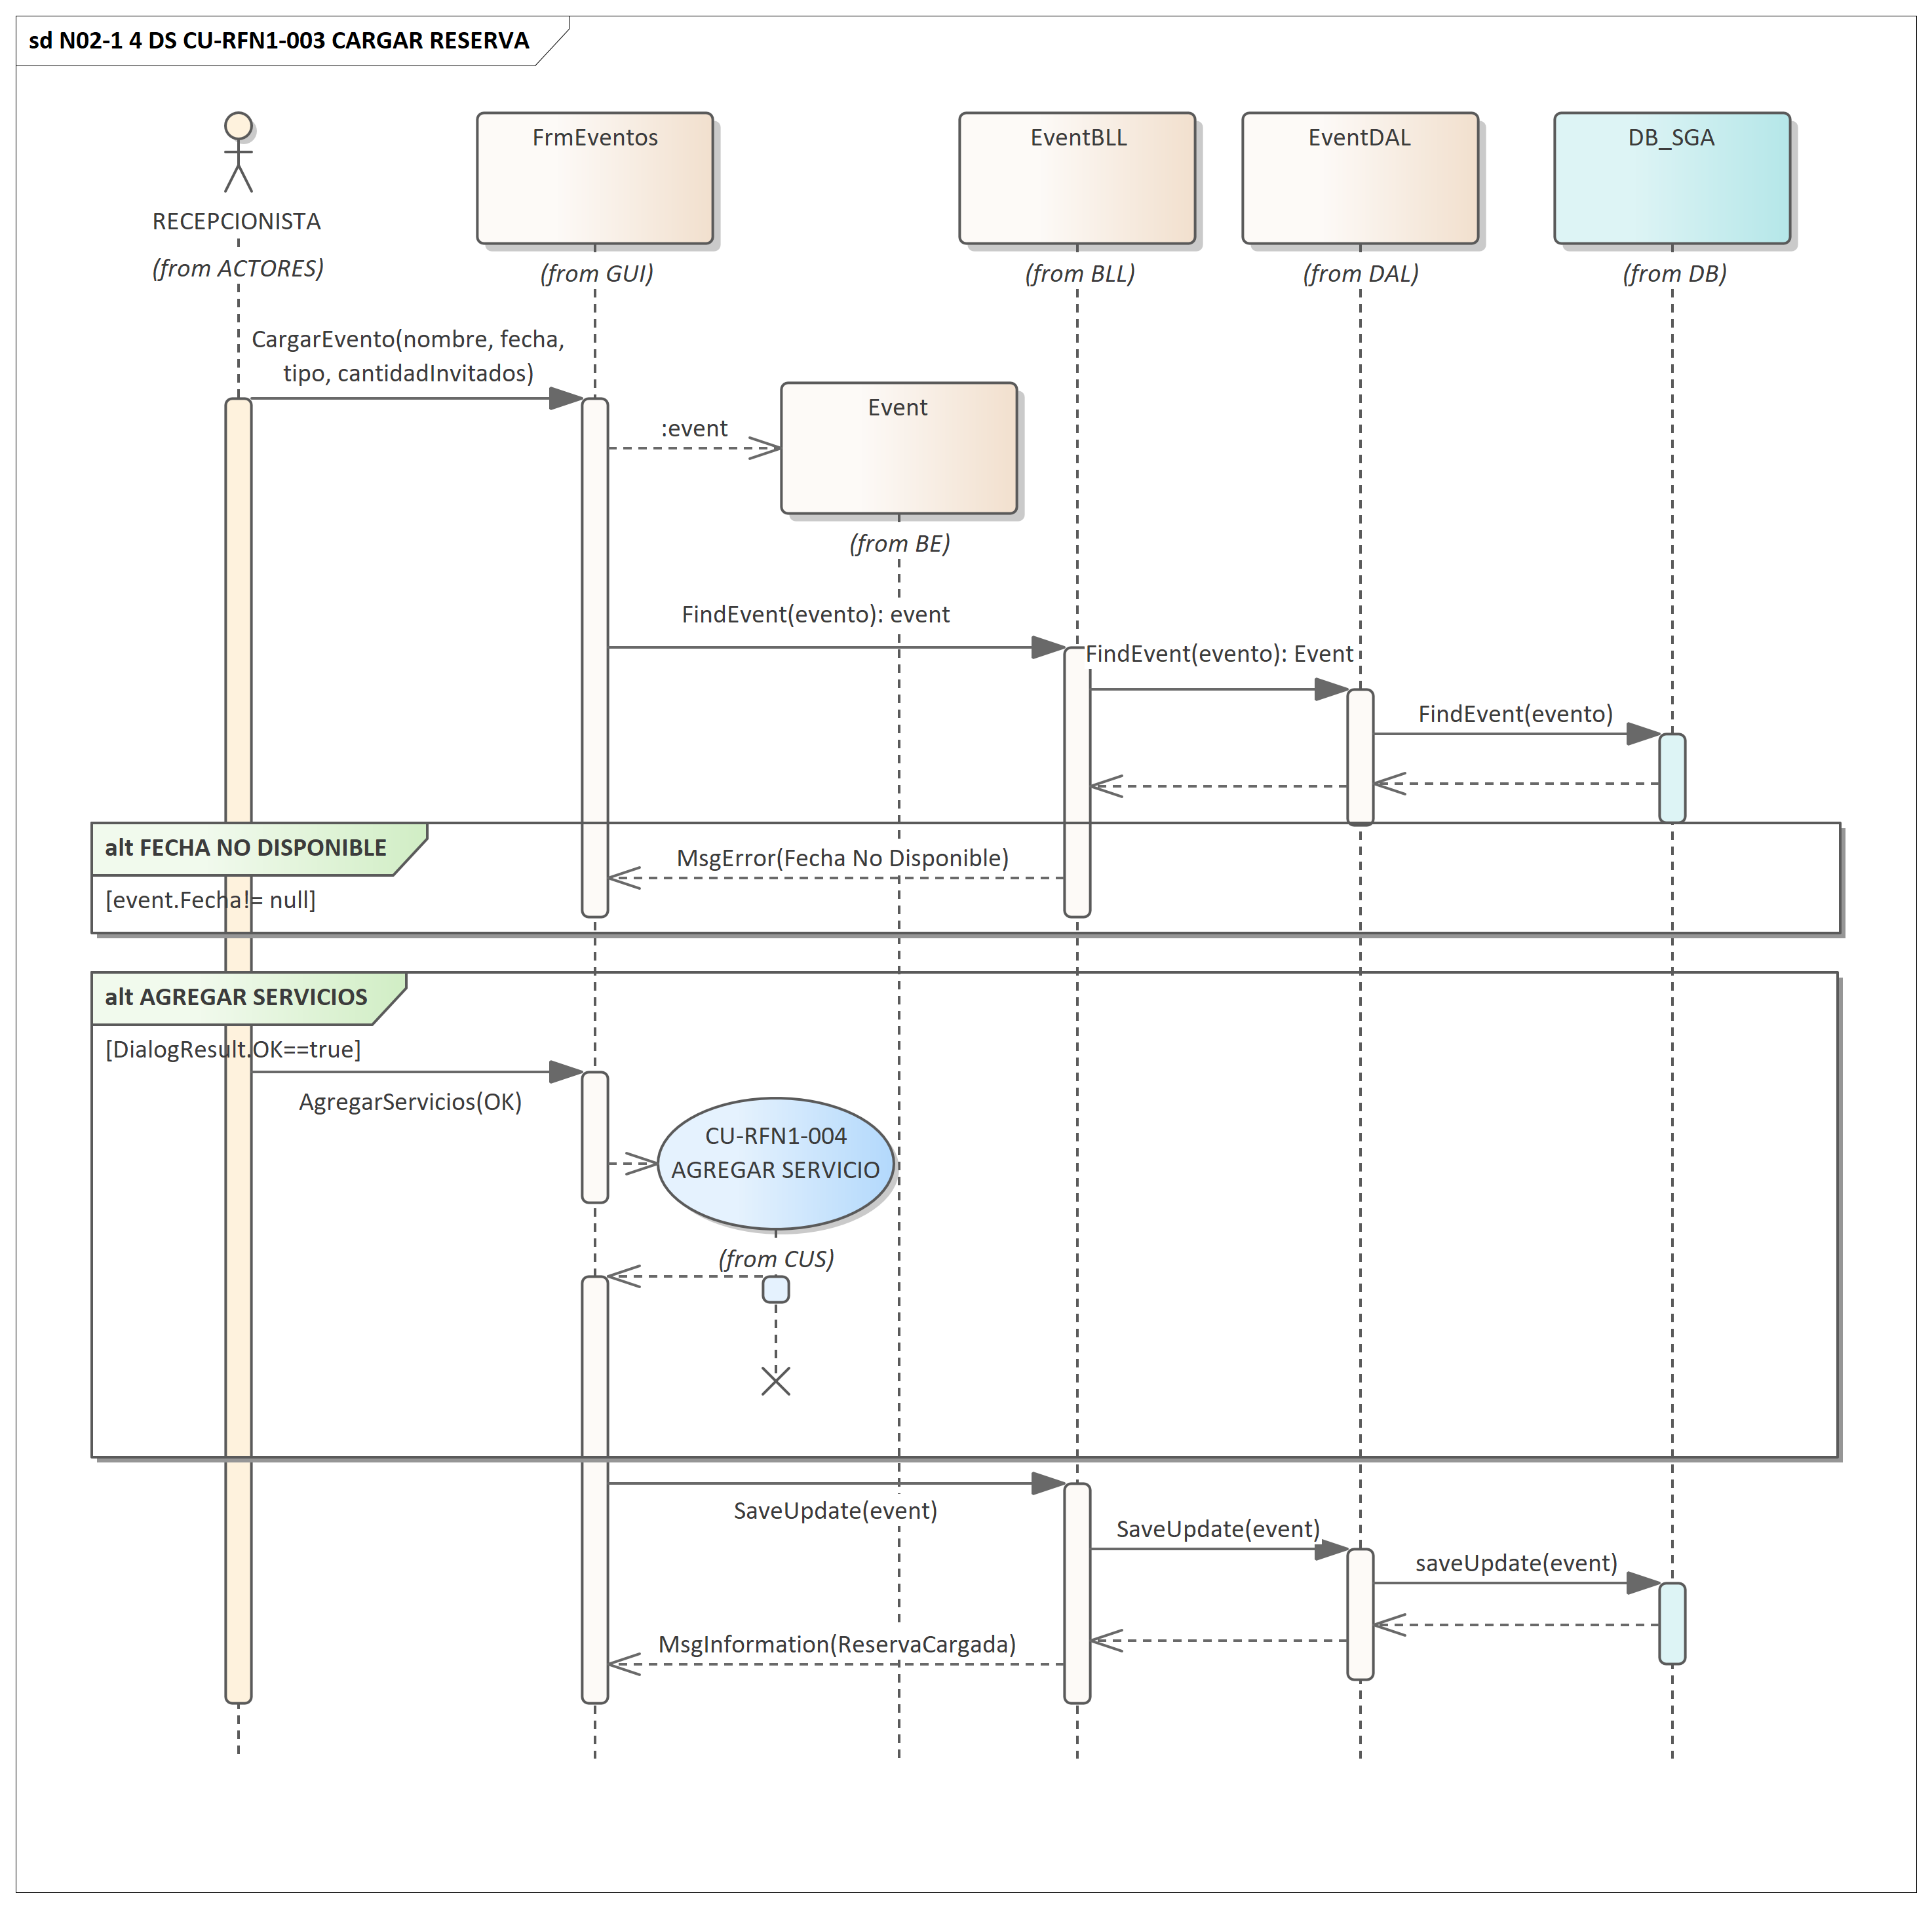 sd N02-1 4 DS CU-RFN1-003 CARGAR RESERVA
FrmEventos
EventBLL
EventDAL
DB_SGA
RECEPCIONISTA
(from ACTORES)
(from GUI)
(from BLL)
(from DAL)
(from DB)
CargarEvento(nombre, fecha,
tipo, cantidadInvitados)
Event
:event
(from BE)
FindEvent(evento): event
FindEvent(evento): Event
FindEvent(evento)
alt FECHA NO DISPONIBLE
MsgError(Fecha No Disponible)
[event.Fecha!= null]
alt AGREGAR SERVICIOS
[DialogResult.OK==true]
AgregarServicios(OK)
CU-RFN1-004
AGREGAR SERVICIO
(from CUS)
SaveUpdate(event)
SaveUpdate(event)
saveUpdate(event)
MsgInformation(ReservaCargada)